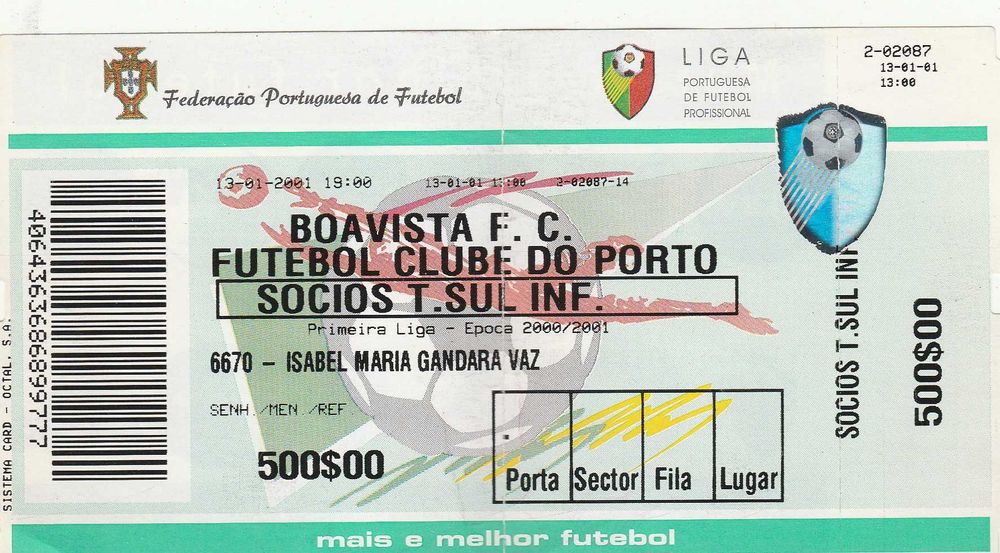 Federação Portuguesa de Futebol
LIGA
PORTUGUESA
DE FUTEBOL
PROFISSIONAL
2-02087
13-01-01
13:00
13-01-2001 19:00 13-01-01 13:00 2-02087-14
BOAVISTA F. C.
FUTEBOL CLUBE DO PORTO
SOCIOS T.SUL INF.
Primeira Liga - Epoca 2000/2001
6670 - ISABEL MARIA GANDARA VAZ
SENH./MEN./REF.
500$00
Porta Sector Fila Lugar
SOCIOS T.SUL INF
500$00
40643636868999777
SISTEMA CARD - OCTAL, S.A.
mais e melhor futebol